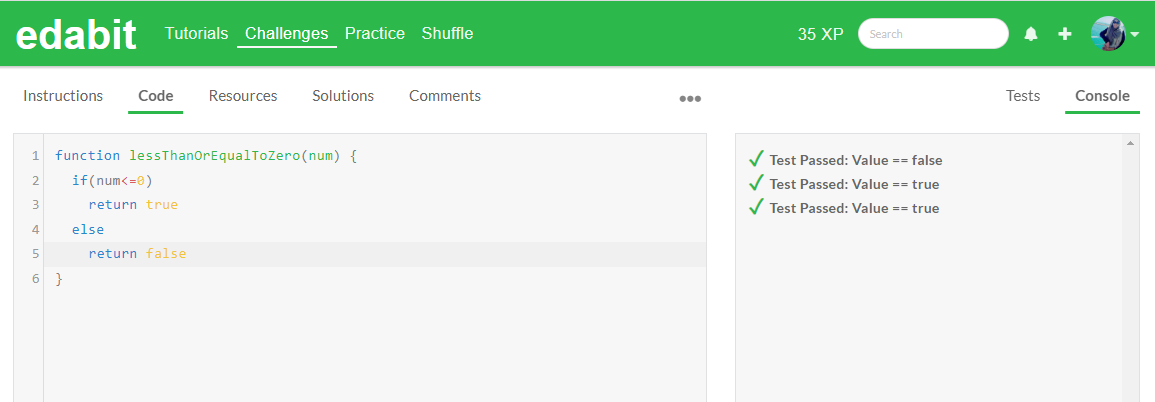 edabit Tutorials Challenges Practice Shuffle 35 XP Search
Instructions Code Resources Solutions Comments ••• Tests Console
1 function lessThanOrEqualToZero(num) {
2 if(num<=0)
3 return true
4 else
5 return false
6 }
✓ Test Passed: Value == false
✓ Test Passed: Value == true
✓ Test Passed: Value == true